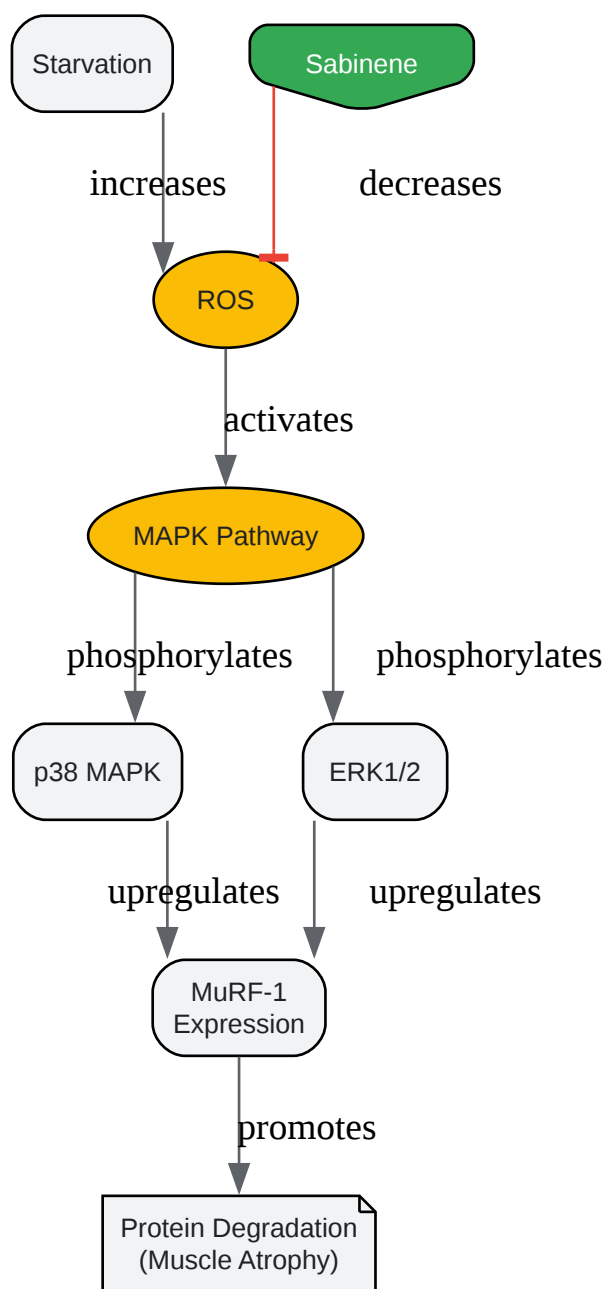 Starvation
Sabinene
increases
decreases
ROS
activates
MAPK Pathway
phosphorylates
phosphorylates
p38 MAPK
ERK1/2
upregulates
upregulates
MuRF-1
Expression
promotes
Protein Degradation
(Muscle Atrophy)